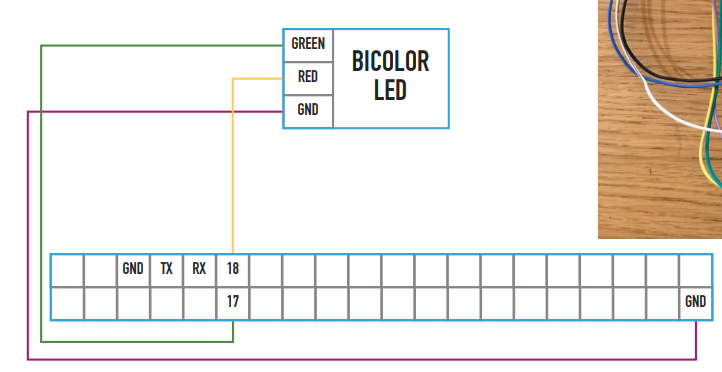 GREEN
RED
GND
BICOLOR
LED
GND TX RX 18
17 GND